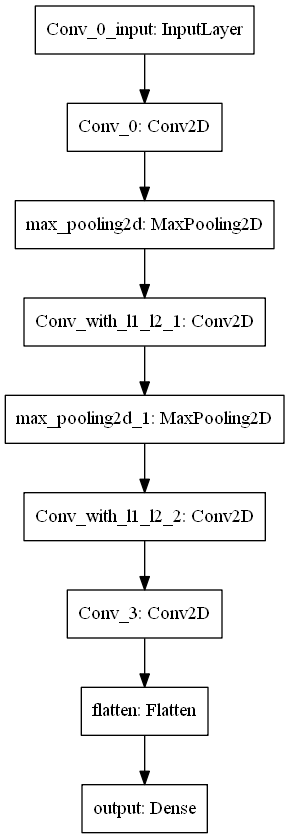 Conv_0_input: InputLayer
Conv_0: Conv2D
max_pooling2d: MaxPooling2D
Conv_with_l1_l2_1: Conv2D
max_pooling2d_1: MaxPooling2D
Conv_with_l1_l2_2: Conv2D
Conv_3: Conv2D
flatten: Flatten
output: Dense